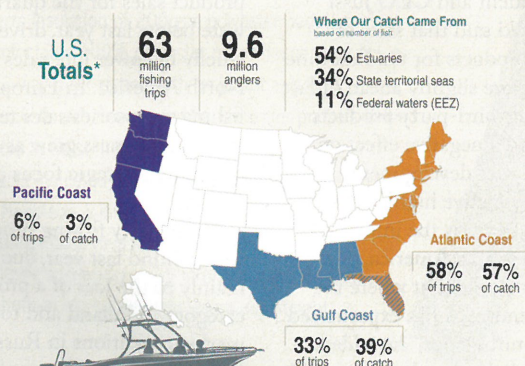 U.S.
Totals*
63
million
fishing
trips
9.6
million
anglers
Where Our Catch Came From
based on number of fish
54% Estuaries
34% State territorial seas
11% Federal waters (EEZ)
Pacific Coast
6%
of trips
3%
of catch
Atlantic Coast
58%
of trips
57%
of catch
Gulf Coast
33%
of trips
39%
of catch